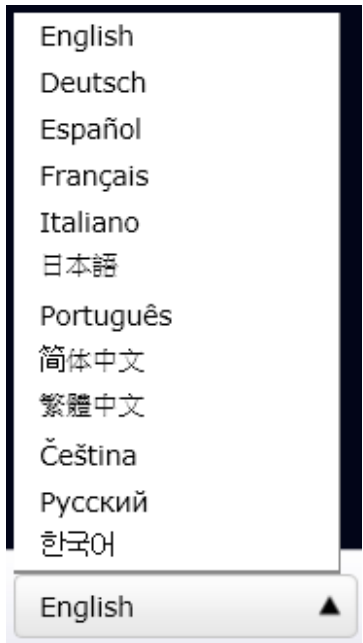 English
Deutsch
Español
Français
Italiano
日本語
Português
简体中文
繁體中文
Čeština
Русский
한국어
English